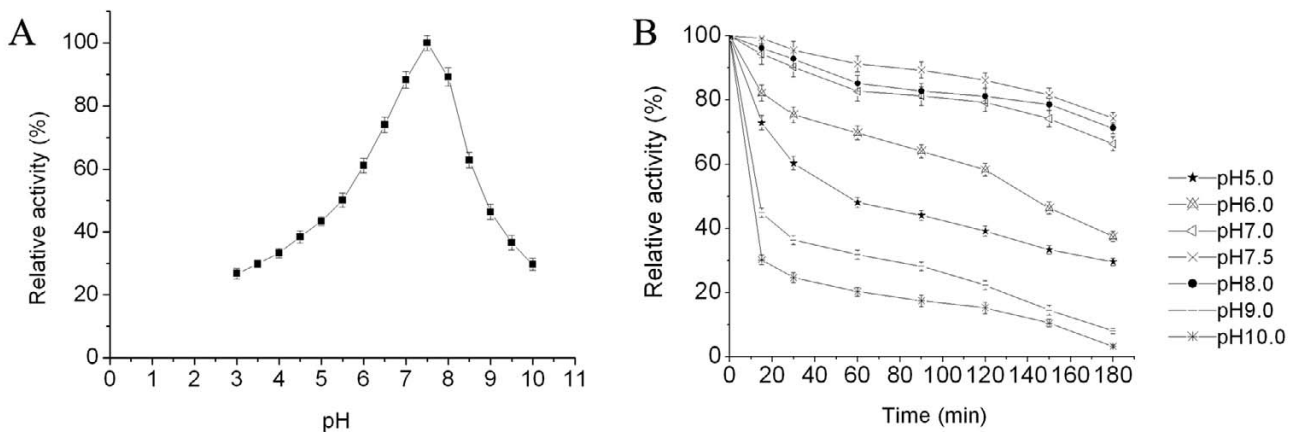 A
Relative activity (%)
100
80
60
40
20
0
0 1 2 3 4 5 6 7 8 9 10 11
pH
B
Relative activity (%)
100
80
60
40
20
0
0 20 40 60 80 100 120 140 160 180
Time (min)
pH5.0
pH6.0
pH7.0
pH7.5
pH8.0
pH9.0
pH10.0